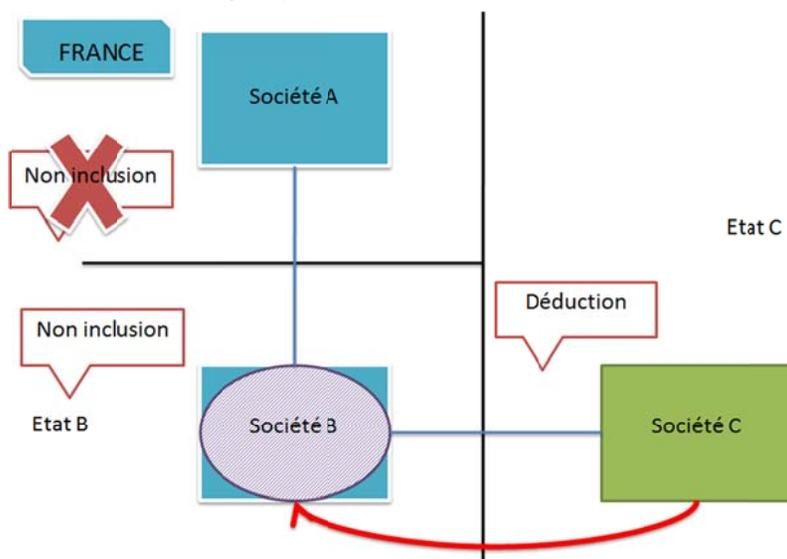 FRANCE
Société A
Non inclusion
Etat C
Déduction
Non inclusion
Etat B
Société B
Société C